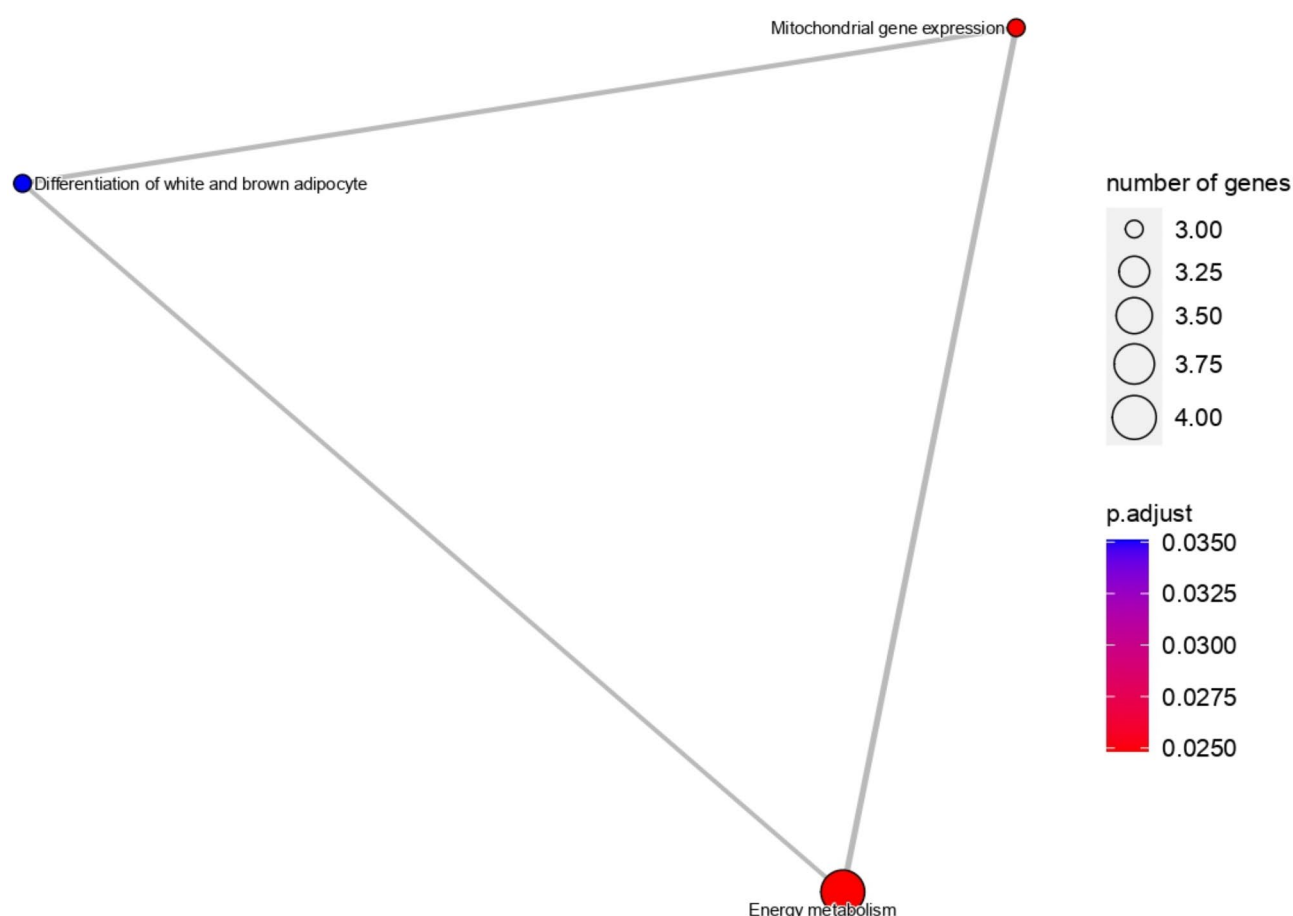 Mitochondrial gene expression
Differentiation of white and brown adipocyte
Energy metabolism
number of genes
3.00
3.25
3.50
3.75
4.00
p.adjust
0.0350
0.0325
0.0300
0.0275
0.0250